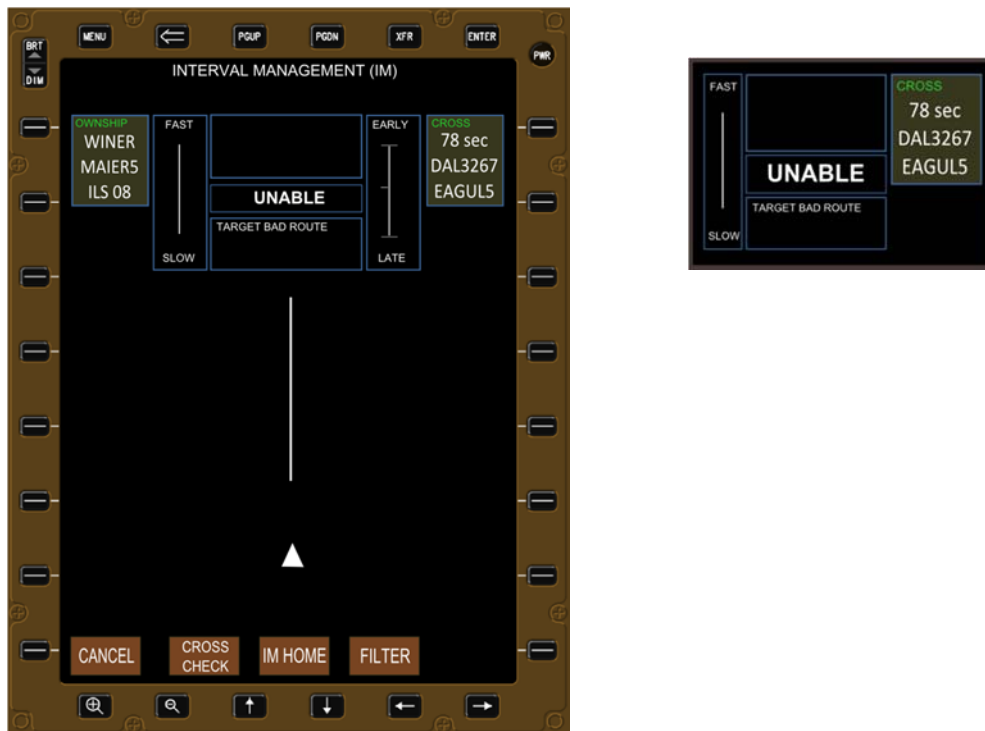 MENU
PGUP
PGDN
XFR
ENTER
BRT
DIM
PWR
INTERVAL MANAGEMENT (IM)
OWNSHIP
WINER
MAIER5
ILS 08
FAST
SLOW
UNABLE
TARGET BAD ROUTE
EARLY
LATE
CROSS
78 sec
DAL3267
EAGUL5
CANCEL
CROSS
CHECK
IM HOME
FILTER
FAST
SLOW
UNABLE
TARGET BAD ROUTE
CROSS
78 sec
DAL3267
EAGUL5